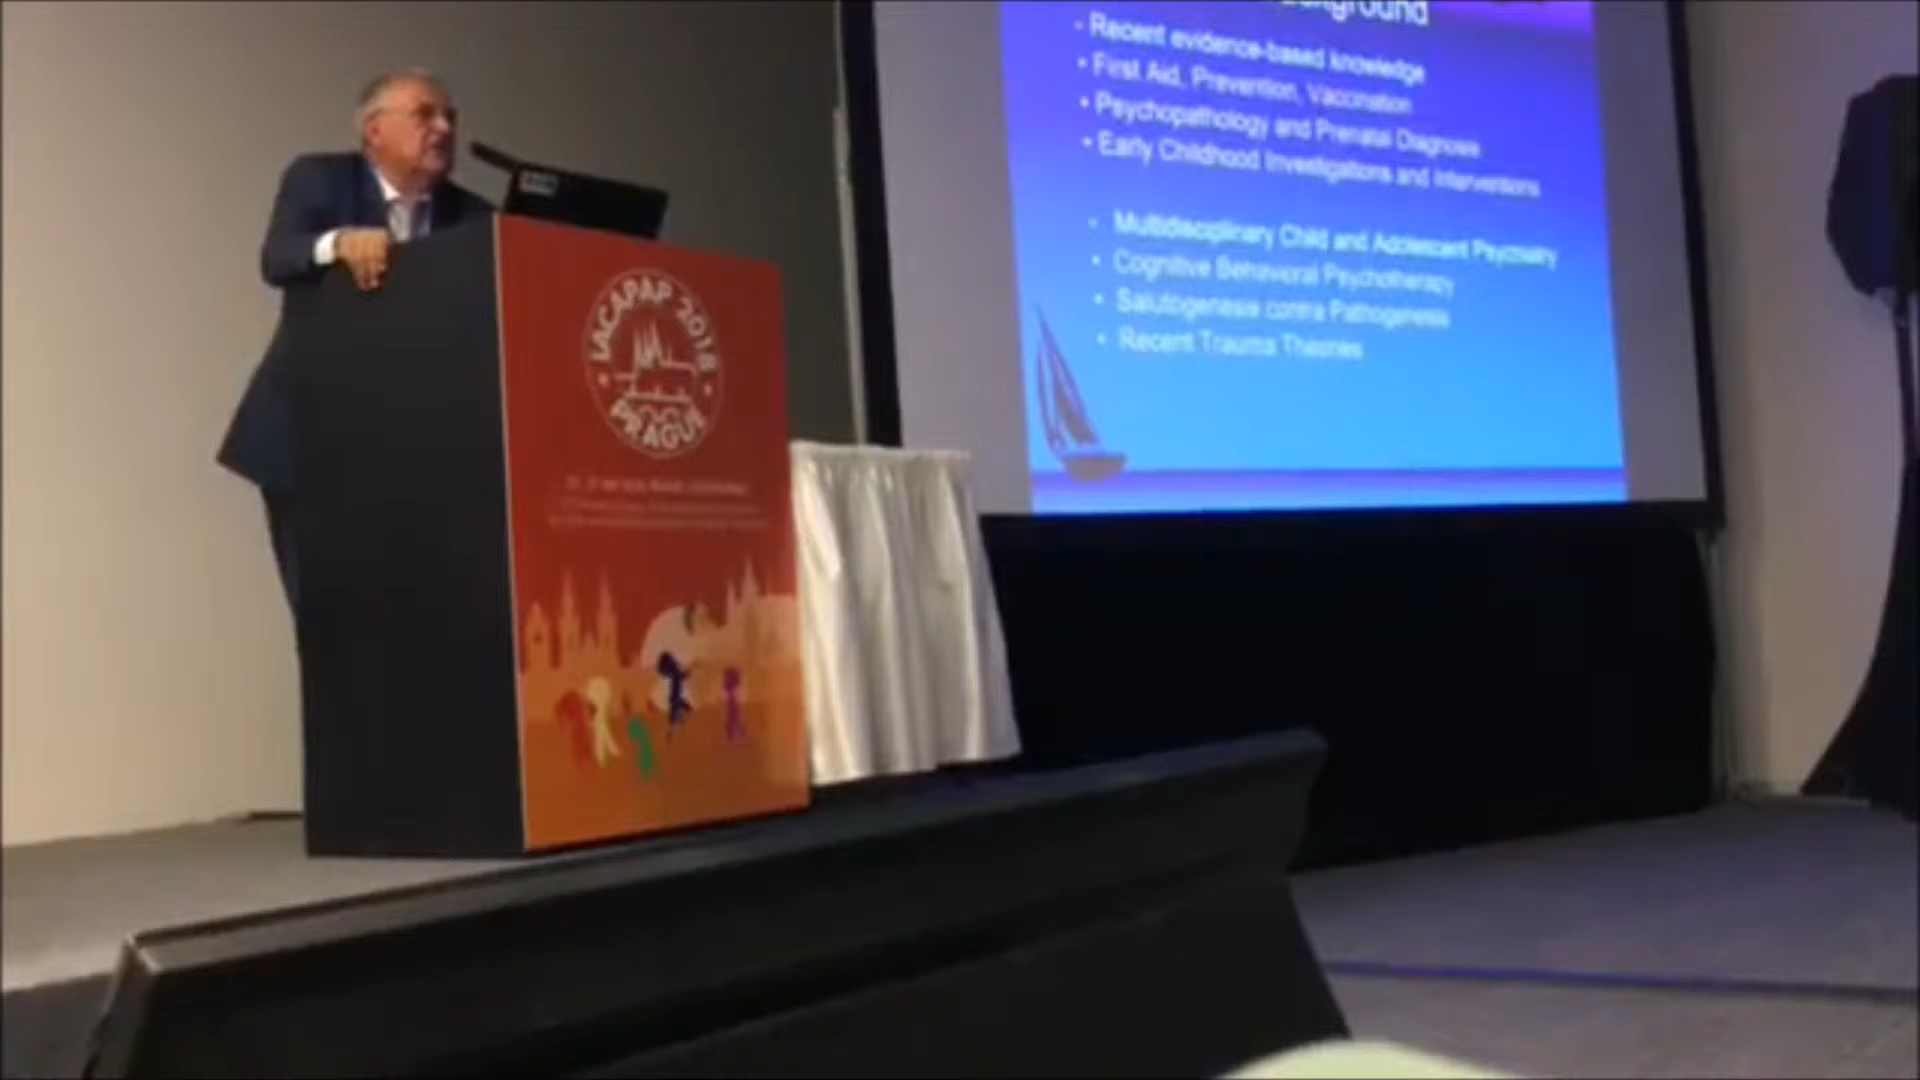 Background
- Recent evidence-based knowledge
• First Aid, Prevention, Vaccination
• Psychopathology and Prenatal Diagnosis
• Early Childhood Investigations and Interventions
• Multidisciplinary Child and Adolescent Psychiatry
• Cognitive Behavioral Psychotherapy
• Salutogenesis contra Pathogenesis
• Recent Trauma Theories
IACAPAP 2018
PRAGUE